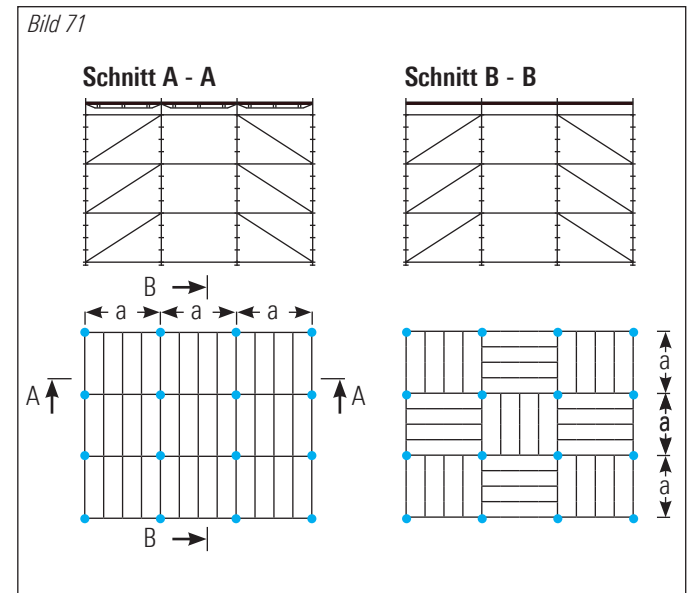 Bild 71
Schnitt A - A
Schnitt B - B
B
a a a
a
A A
a
a
B